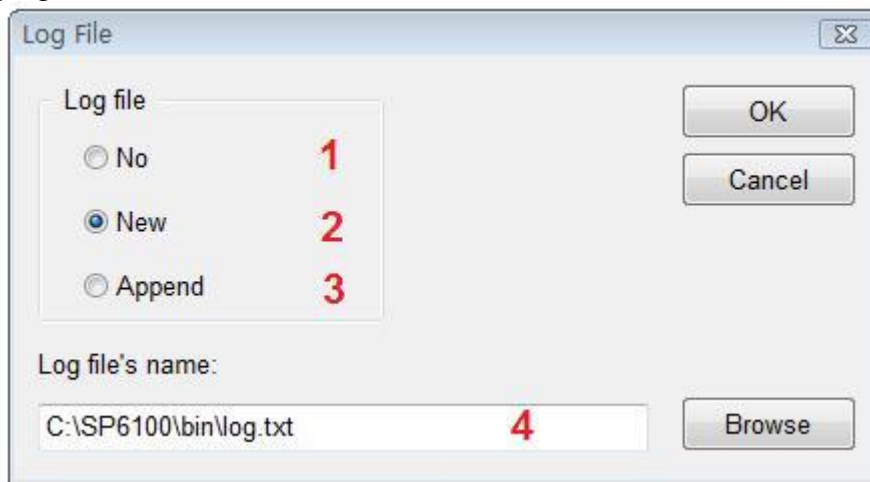 Log File
Log file
OK
No 1
Cancel
New 2
Append 3
Log file's name:
C:\SP6100\bin\log.txt 4 Browse